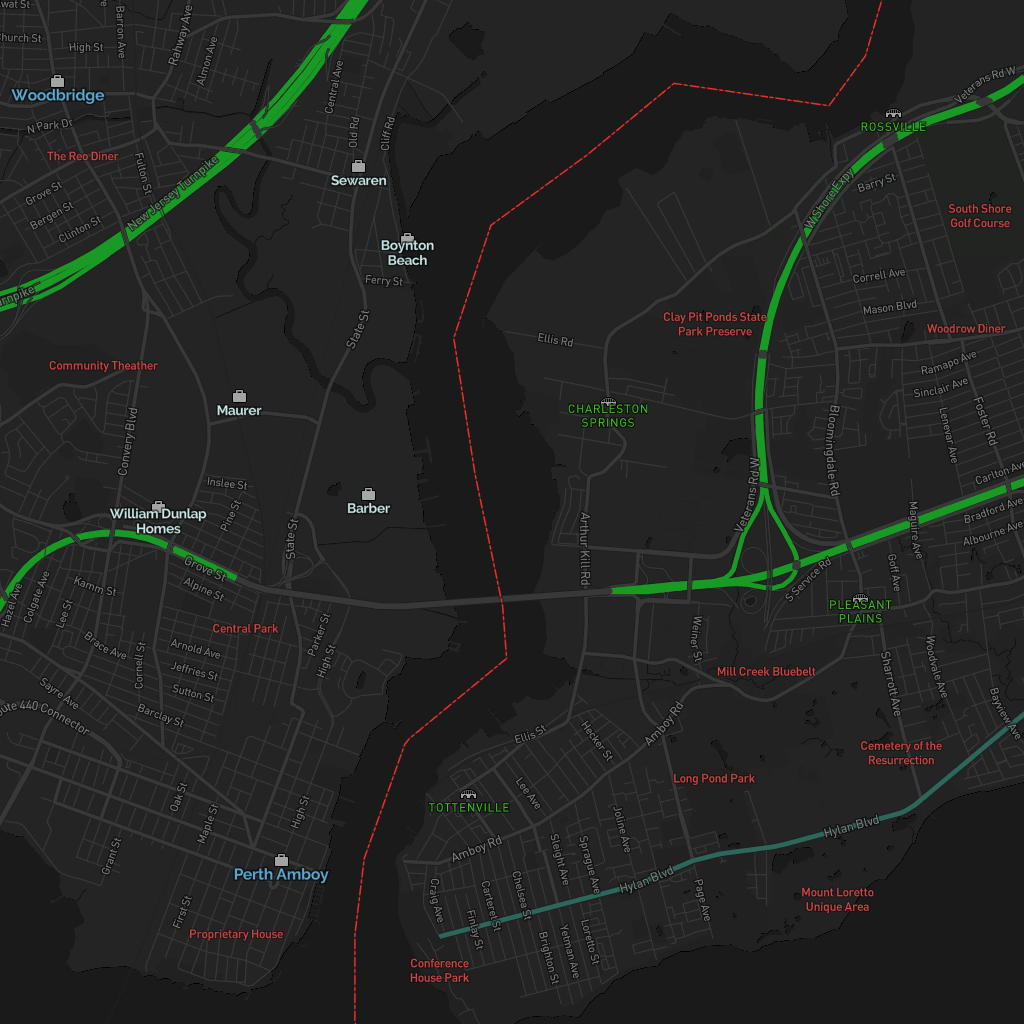 Church St
High St
Barron Ave
Rahway Ave
Almon Ave
Central Ave
Woodbridge
N Park Dr
The Reo Diner
Old Rd
Cliff Rd
Veterans Rd W
ROSSVILLE
Fulton St
Sewaren
New Jersey Turnpike
W Shore Expy
Barry St
Grove St
Bergen St
Clinton St
South Shore
Golf Course
Boynton
Beach
Ferry St
Correll Ave
Mason Blvd
State St
Ellis Rd
Clay Pit Ponds State
Park Preserve
Woodrow Diner
Community Theather
Ramapo Ave
Sinclair Ave
Maurer
CHARLESTON
SPRINGS
Convery Blvd
Bloomingdale Rd
Lenevar Ave
Foster Rd
Inslee St
Pine St
Barber
Veterans Rd W
Carlton Ave
William Dunlap
Homes
State St
Arthur Kill Rd
Maguire Ave
Bradford Ave
Albourne Ave
Grove St
Alpine St
Hazel Ave
Colgate Ave
Kamm St
Lee St
S Service Rd
Goff Ave
PLEASANT
PLAINS
Central Park
Parker St
High St
Brace Ave
Cornell St
Arnold Ave
Jeffries St
Sutton St
Barclay St
Sayre Ave
Weiner St
Mill Creek Bluebelt
Sharrott Ave
Woodvale Ave
Bayview Ave
Ellis St
Hecker St
Amboy Rd
Cemetery of the
Resurrection
Long Pond Park
Oak St
Maple St
High St
Grant St
TOTTENVILLE
Lee Ave
Amboy Rd
Joline Ave
Hylan Blvd
Sleight Ave
Sprague Ave
Perth Amboy
Craig Ave
Carteret St
Chelsea St
Hylan Blvd
Page Ave
Mount Loretto
Unique Area
First St
Proprietary House
Finlay St
Brighton St
Yetman Ave
Loretto St
Conference
House Park